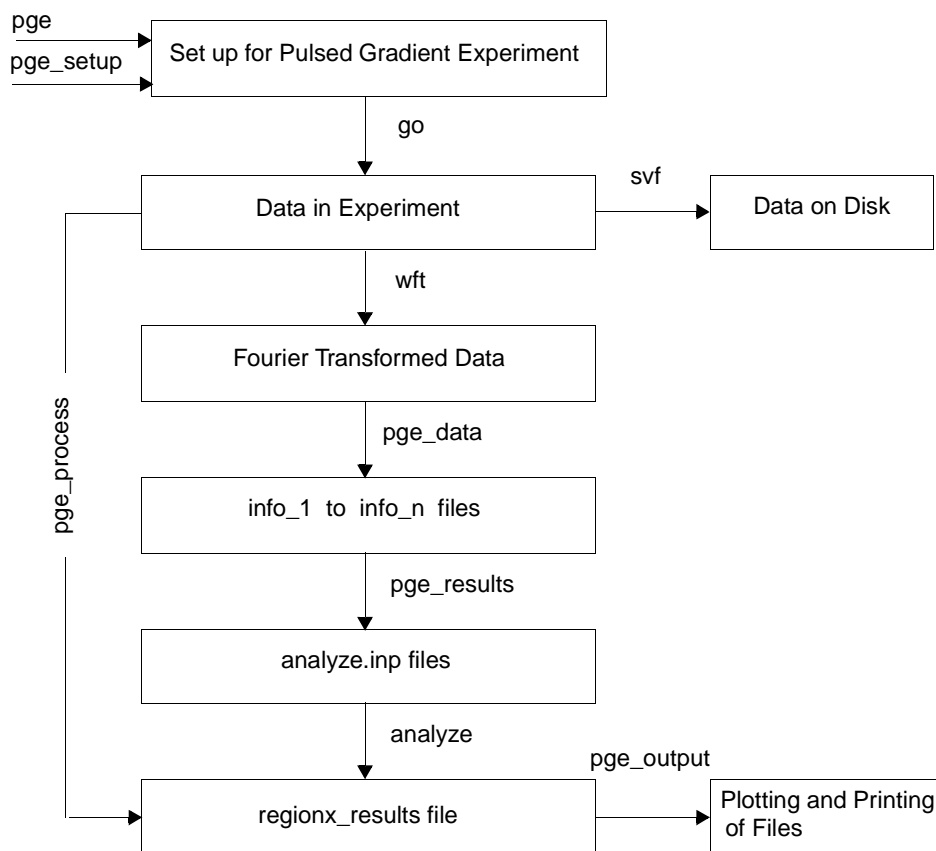 pge
pge_setup
Set up for Pulsed Gradient Experiment
go
Data in Experiment
svf
Data on Disk
wft
Fourier Transformed Data
pge_process
pge_data
info_1 to info_n files
pge_results
analyze.inp files
analyze
regionx_results file
pge_output
Plotting and Printing
of Files